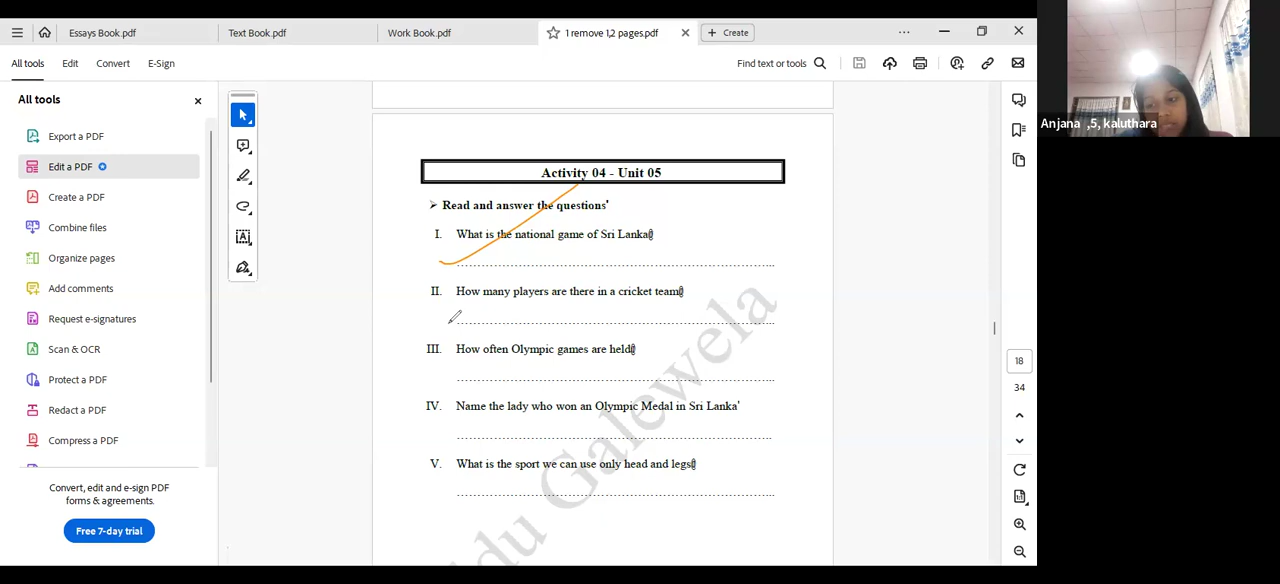 Essays Book.pdf
Text Book.pdf
Work Book.pdf
1 remove 1,2 pages.pdf
Create
All tools
Edit
Convert
E-Sign
Find text or tools
All tools
Export a PDF
Edit a PDF
Create a PDF
Combine files
Organize pages
Add comments
Request e-signatures
Scan & OCR
Protect a PDF
Redact a PDF
Compress a PDF
Convert, edit and e-sign PDF
forms & agreements.
Free 7-day trial
Activity 04 - Unit 05
➢ Read and answer the questions'
I. What is the national game of Sri Lanka@
II. How many players are there in a cricket team@
III. How often Olympic games are held@
IV. Name the lady who won an Olympic Medal in Sri Lanka'
V. What is the sport we can use only head and legs@
Edu Galewela
18
34
Anjana ,5, kaluthara